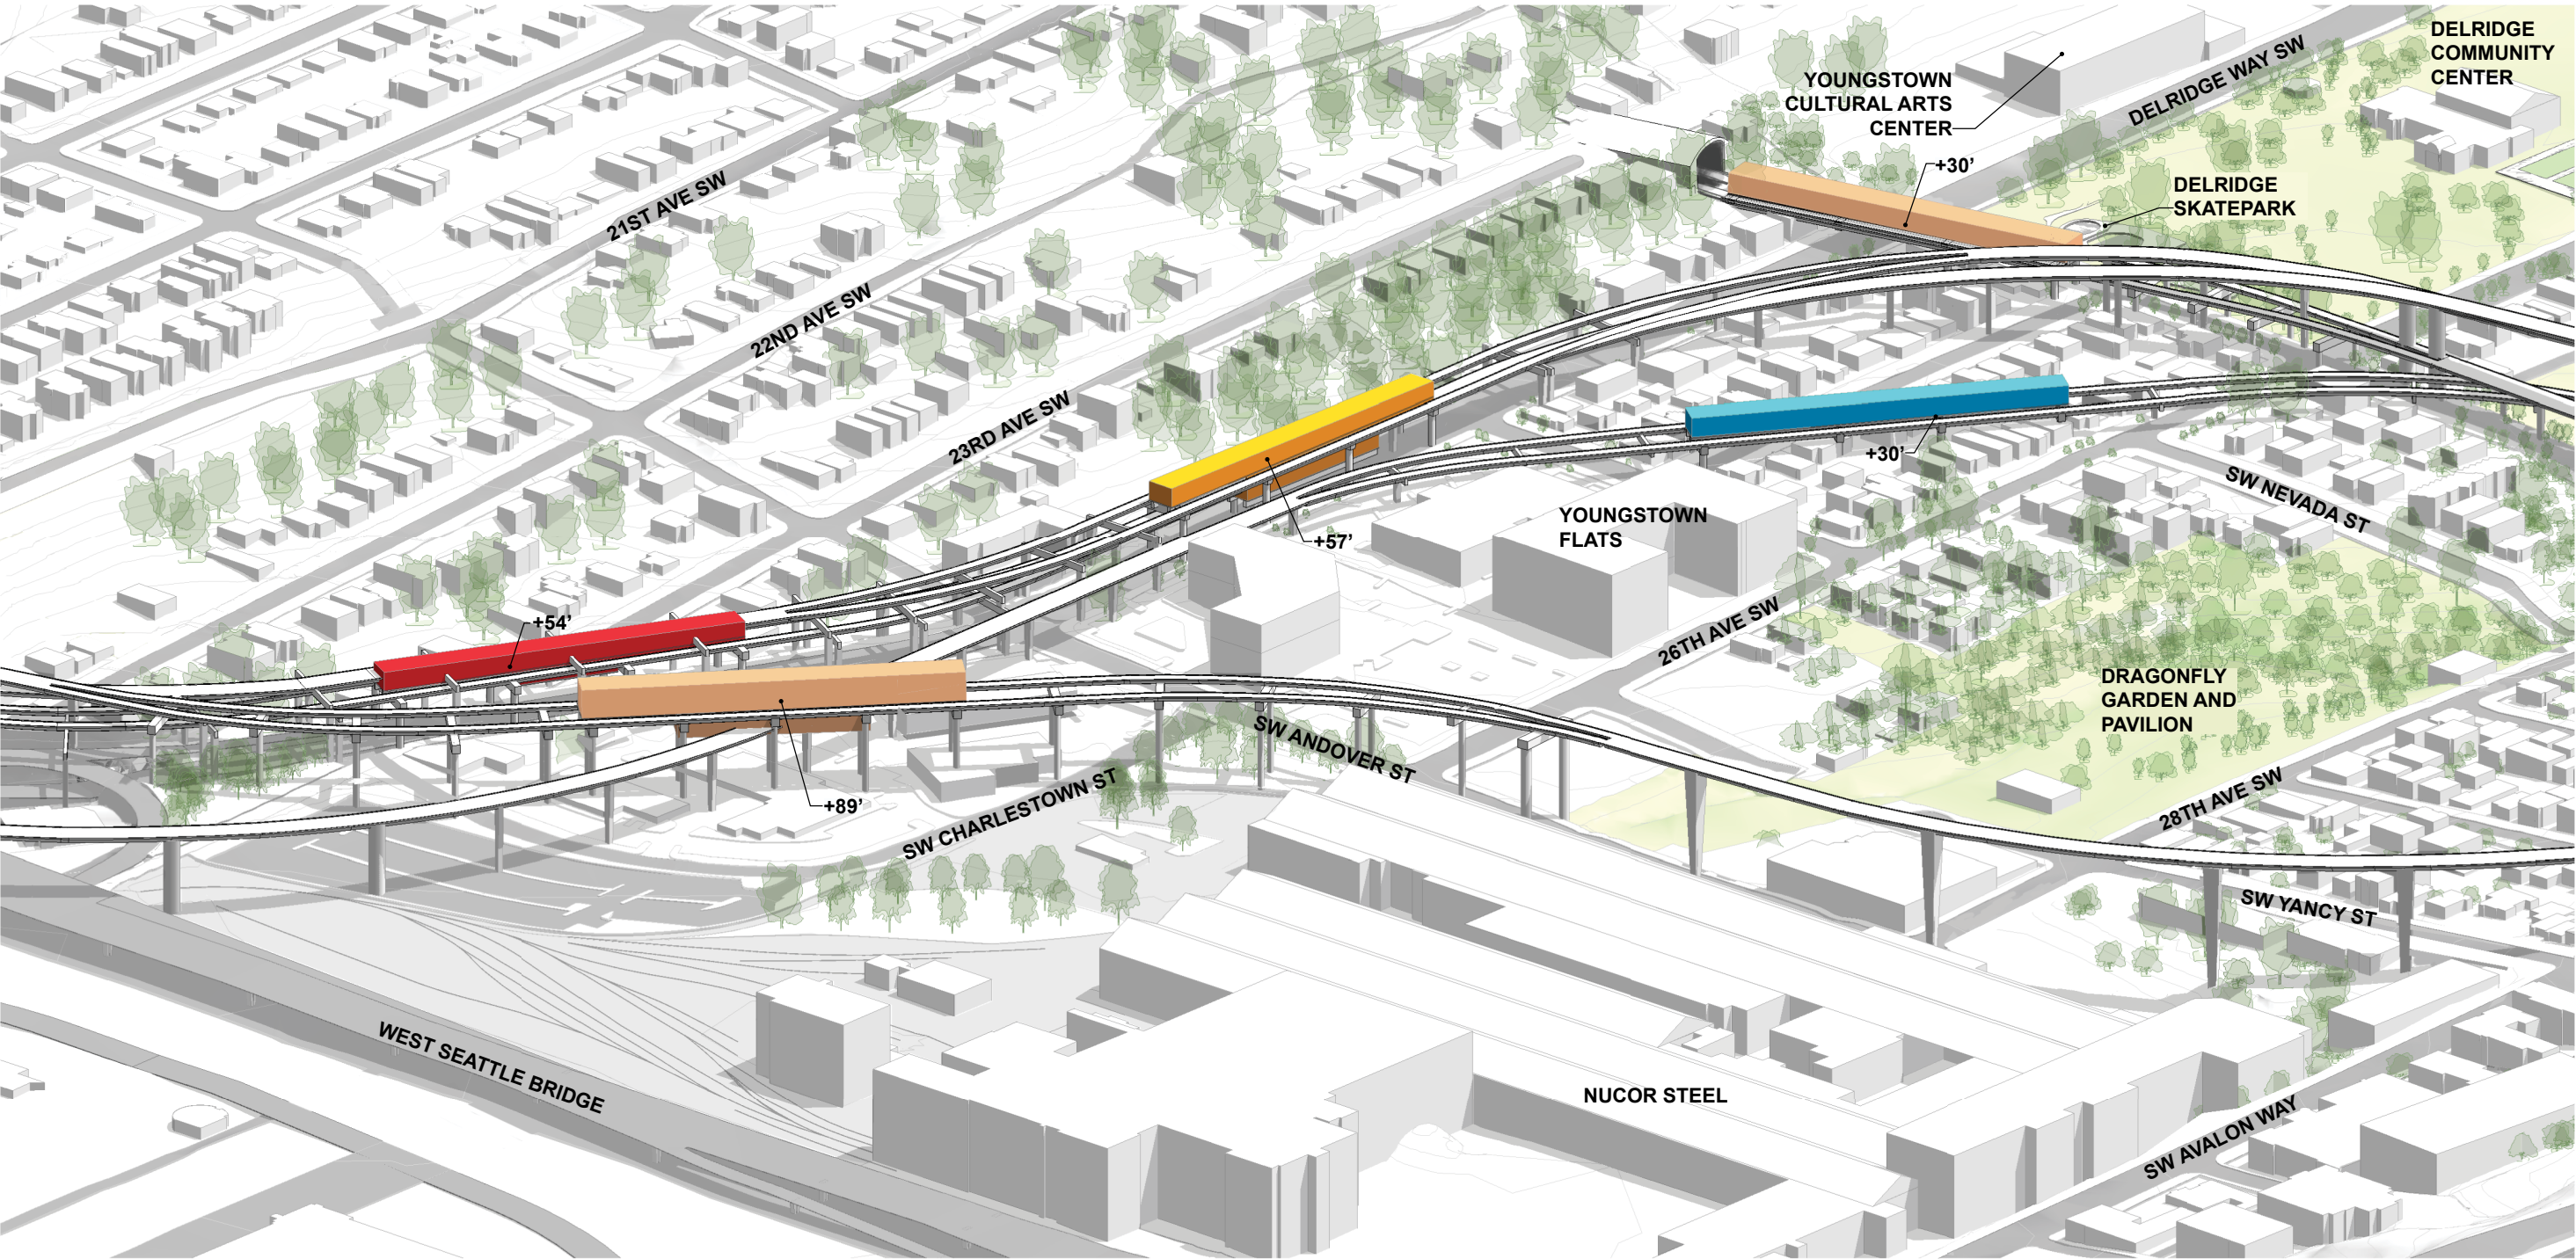 DELRIDGE
COMMUNITY
CENTER
DELRIDGE WAY SW
YOUNGSTOWN
CULTURAL ARTS
CENTER
+30’
DELRIDGE
SKATEPARK
21ST AVE SW
22ND AVE SW
23RD AVE SW
+30’
SW NEVADA ST
YOUNGSTOWN
FLATS
+57’
+54’
26TH AVE SW
DRAGONFLY
GARDEN AND
PAVILION
SW ANDOVER ST
+89’
SW CHARLESTOWN ST
28TH AVE SW
SW YANCY ST
WEST SEATTLE BRIDGE
NUCOR STEEL
SW AVALON WAY